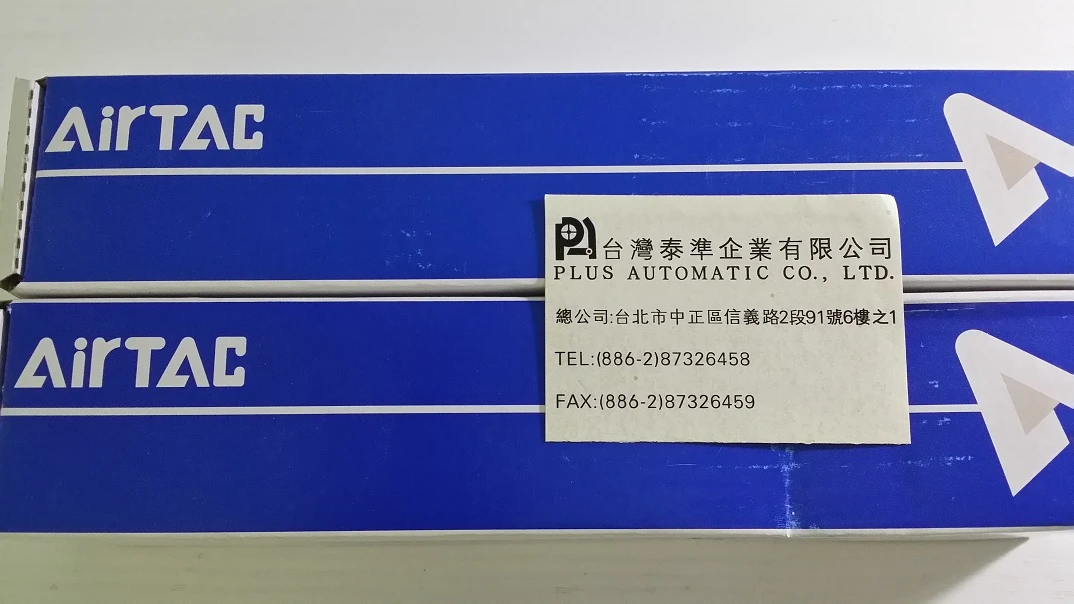 AirTAC
台灣泰準企業有限公司
PLUS AUTOMATIC CO., LTD.
總公司:台北市中正區信義路2段91號6樓之1
TEL:(886-2)87326458
FAX:(886-2)87326459
AirTAC